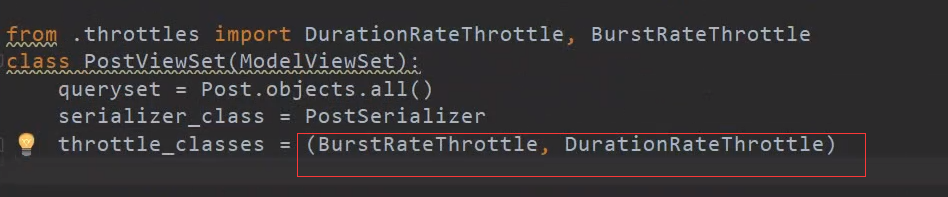 from .throttles import DurationRateThrottle, BurstRateThrottle
class PostViewSet(ModelViewSet):
    queryset = Post.objects.all()
    serializer_class = PostSerializer
    throttle_classes = (BurstRateThrottle, DurationRateThrottle)